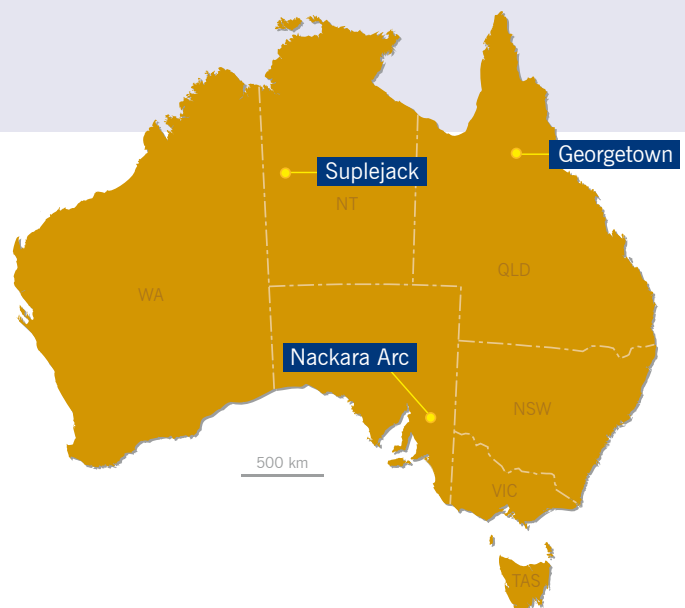 Georgetown
Suplejack
NT
QLD
WA
Nackara Arc
NSW
500 km
VIC
TAS